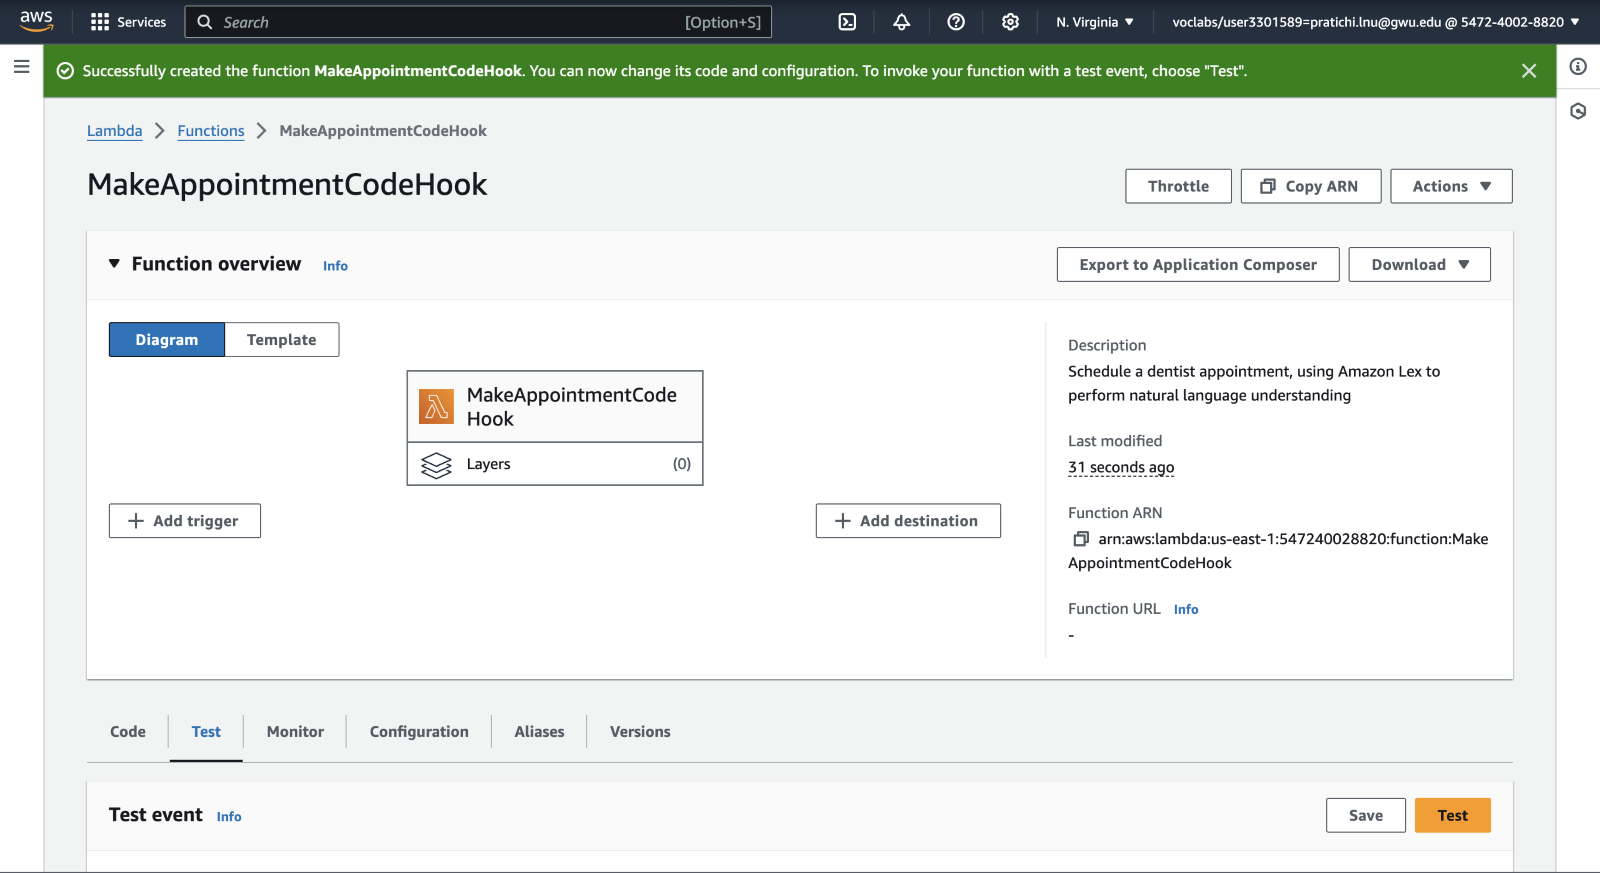 aws Services Search [Option+S] N. Virginia voclabs/user3301589=pratichi.lnu@gwu.edu @ 5472-4002-8820
Successfully created the function MakeAppointmentCodeHook. You can now change its code and configuration. To invoke your function with a test event, choose "Test".
Lambda Functions MakeAppointmentCodeHook
MakeAppointmentCodeHook
Throttle Copy ARN Actions
Function overview Info
Export to Application Composer Download
Diagram Template
MakeAppointmentCode
Hook
Layers (0)
Add trigger
Add destination
Description
Schedule a dentist appointment, using Amazon Lex to
perform natural language understanding
Last modified
31 seconds ago
Function ARN
arn:aws:lambda:us-east-1:547240028820:function:Make
AppointmentCodeHook
Function URL Info
-
Code Test Monitor Configuration Aliases Versions
Test event Info
Save Test